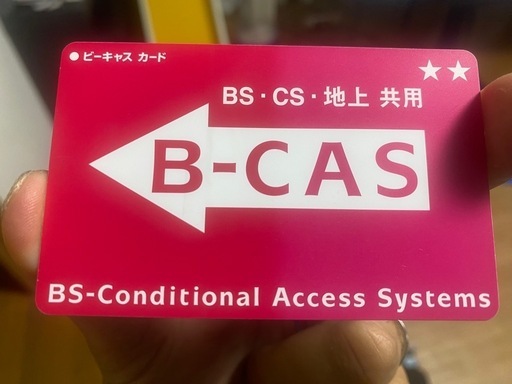 ●ビーキャス カード
★★
BS・CS・地上 共用
B-CAS
BS-Conditional Access Systems